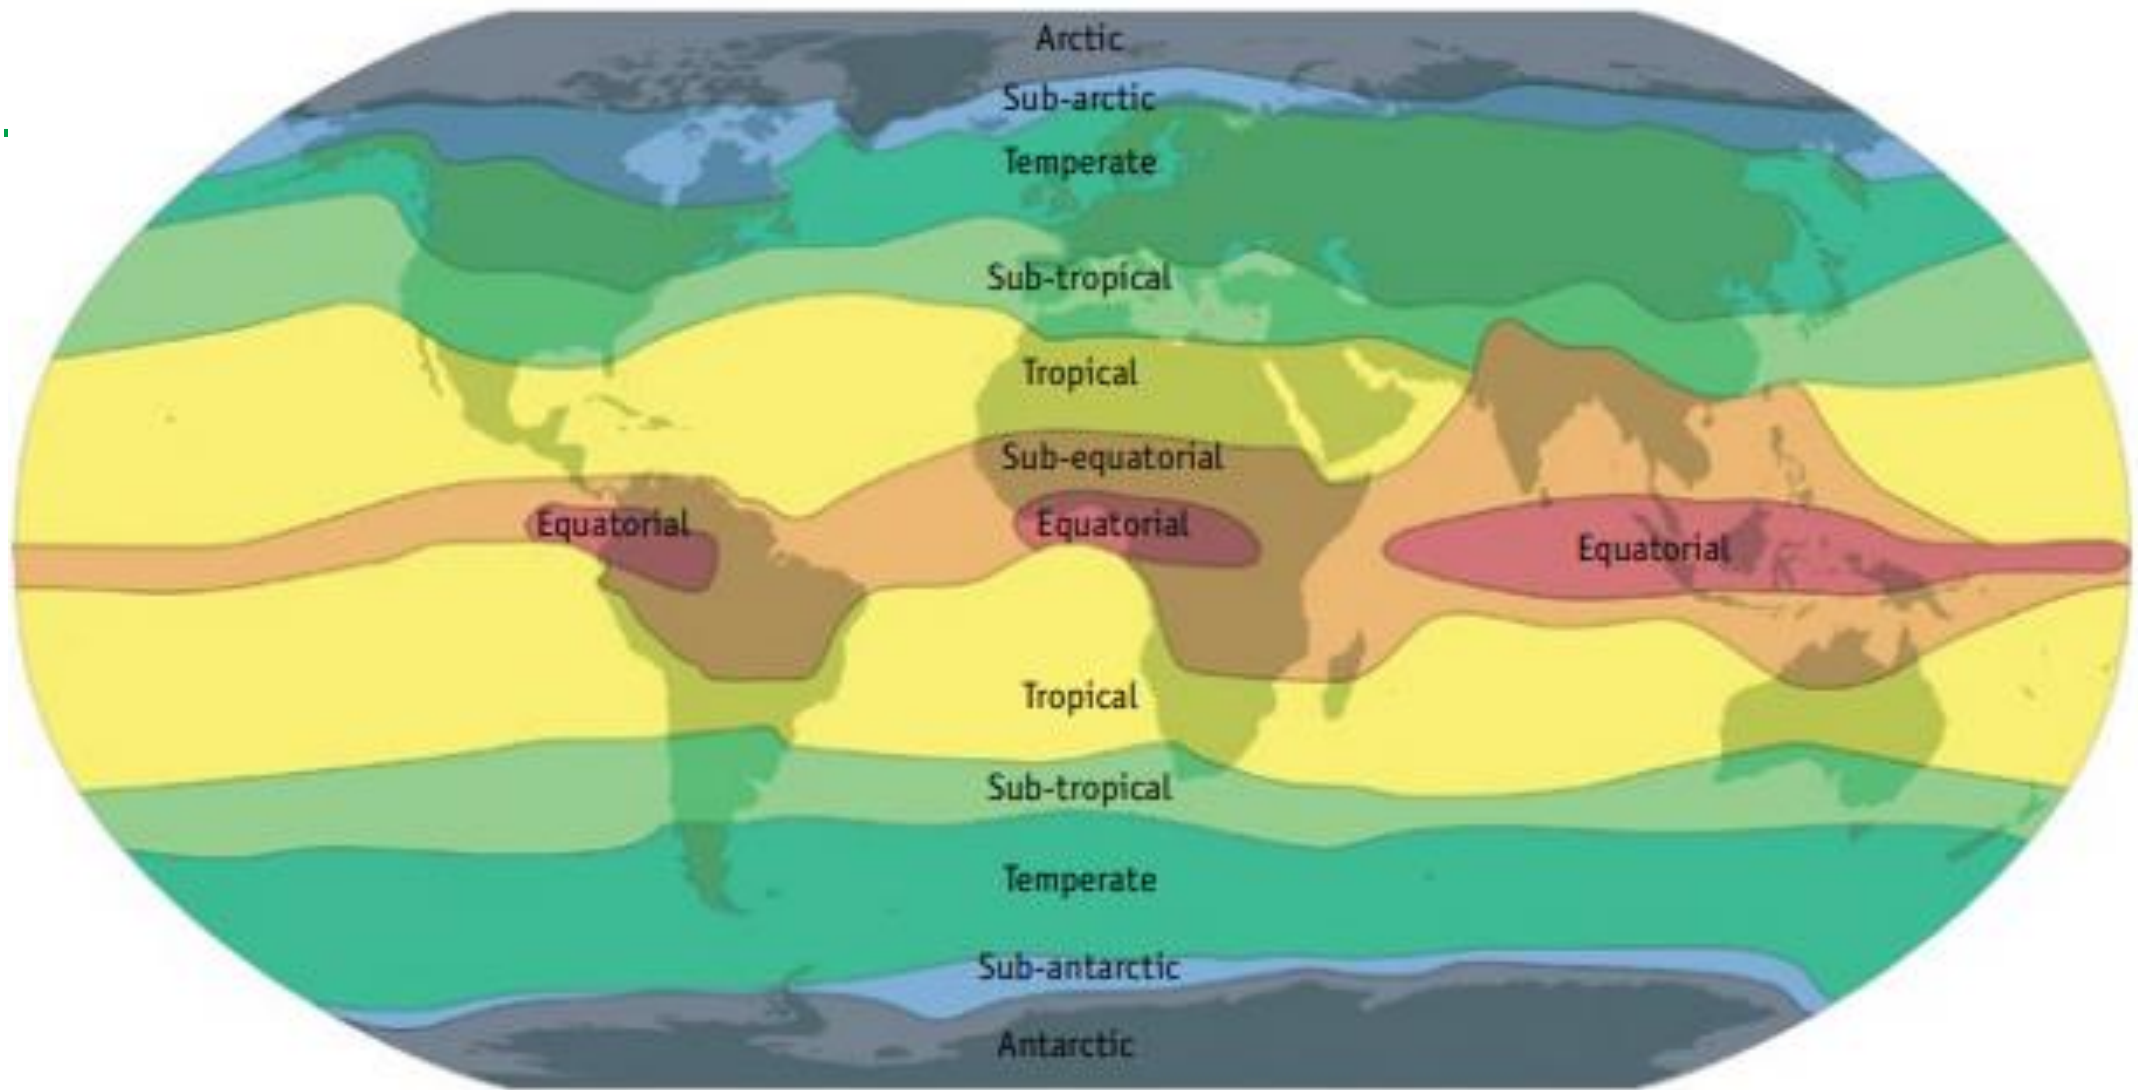 Arctic
Sub-arctic
Temperate
Sub-tropical
Tropical
Sub-equatorial
Equatorial
Equatorial
Equatorial
Tropical
Sub-tropical
Temperate
Sub-antarctic
Antarctic